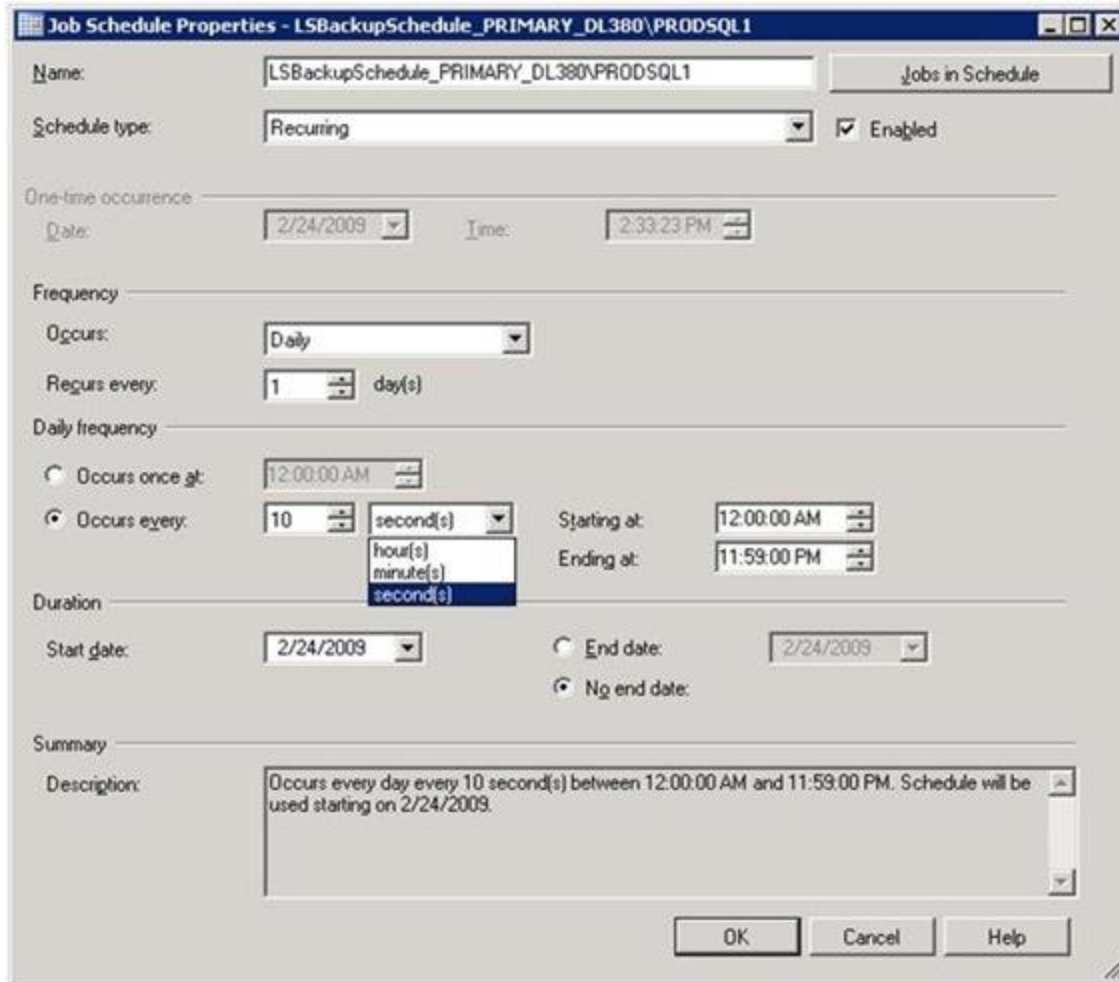 Job Schedule Properties - LSBackupSchedule_PRIMARY_DL380\PRODSQL1
Name: LSBackupSchedule_PRIMARY_DL380\PRODSQL1 Jobs in Schedule
Schedule type: Recurring Enabled
One-time occurrence
Date: 2/24/2009 Time: 2:33:23 PM
Frequency
Occurs: Daily
Recurs every: 1 day(s)
Daily frequency
Occurs once at: 12:00:00 AM
Occurs every: 10 second(s) Starting at: 12:00:00 AM
hour(s)
minute(s)
second(s)
Ending at: 11:59:00 PM
Duration
Start date: 2/24/2009 End date: 2/24/2009
No end date:
Summary
Description: Occurs every day every 10 second(s) between 12:00:00 AM and 11:59:00 PM. Schedule will be
used starting on 2/24/2009.
OK Cancel Help